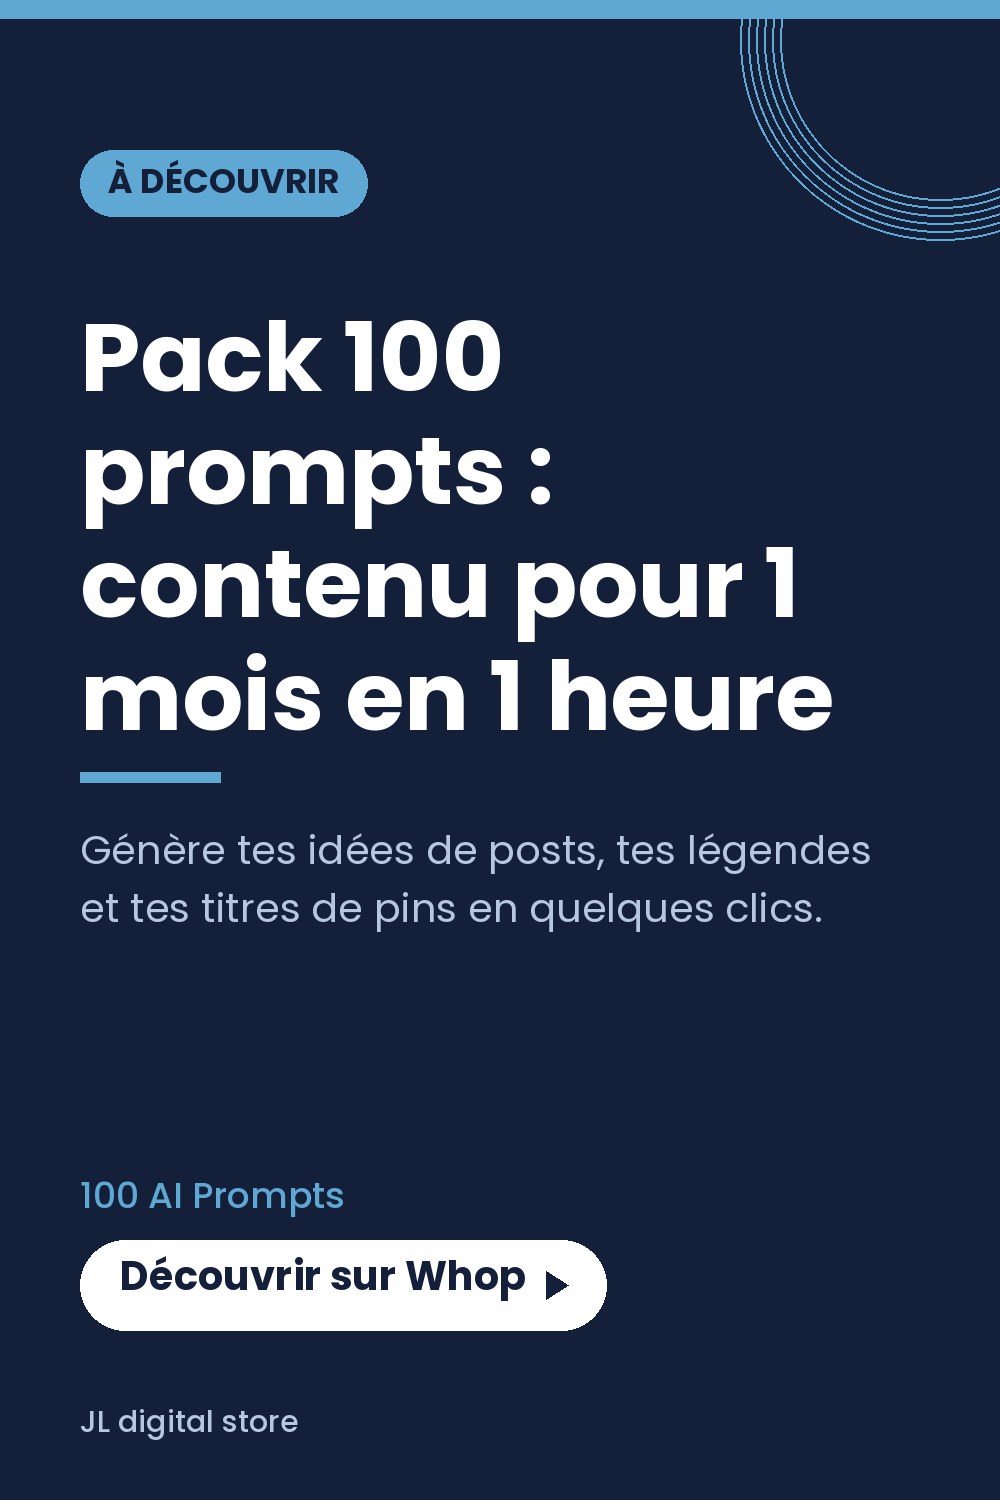 À DÉCOUVRIR
Pack 100
prompts :
contenu pour 1
mois en 1 heure
Génère tes idées de posts, tes légendes
et tes titres de pins en quelques clics.
100 AI Prompts
Découvrir sur Whop
JL digital store